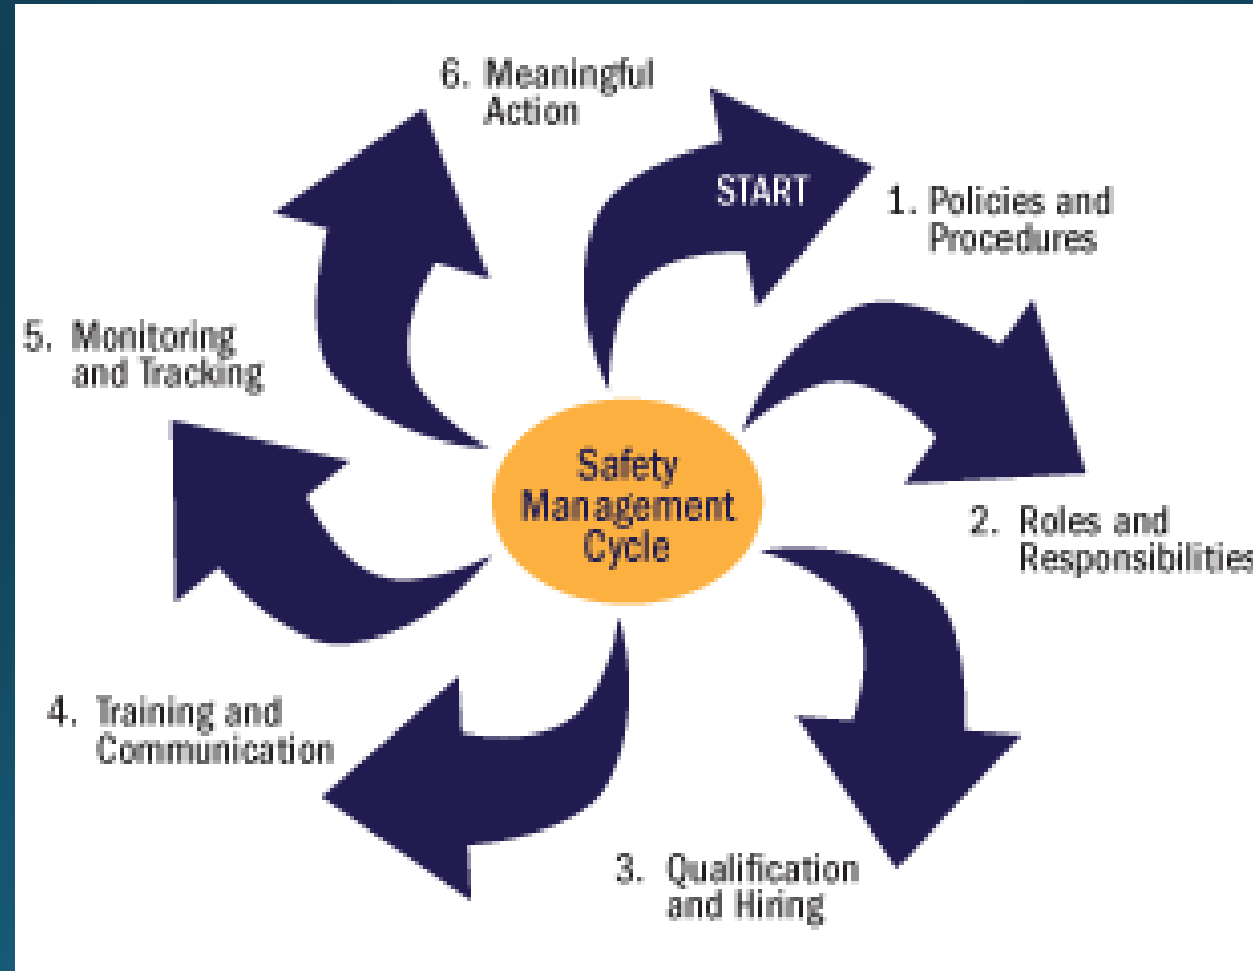 6. Meaningful
Action
START
1. Policies and
Procedures
5. Monitoring
and Tracking
Safety
Management
Cycle
2. Roles and
Responsibilities
4. Training and
Communication
3. Qualification
and Hiring